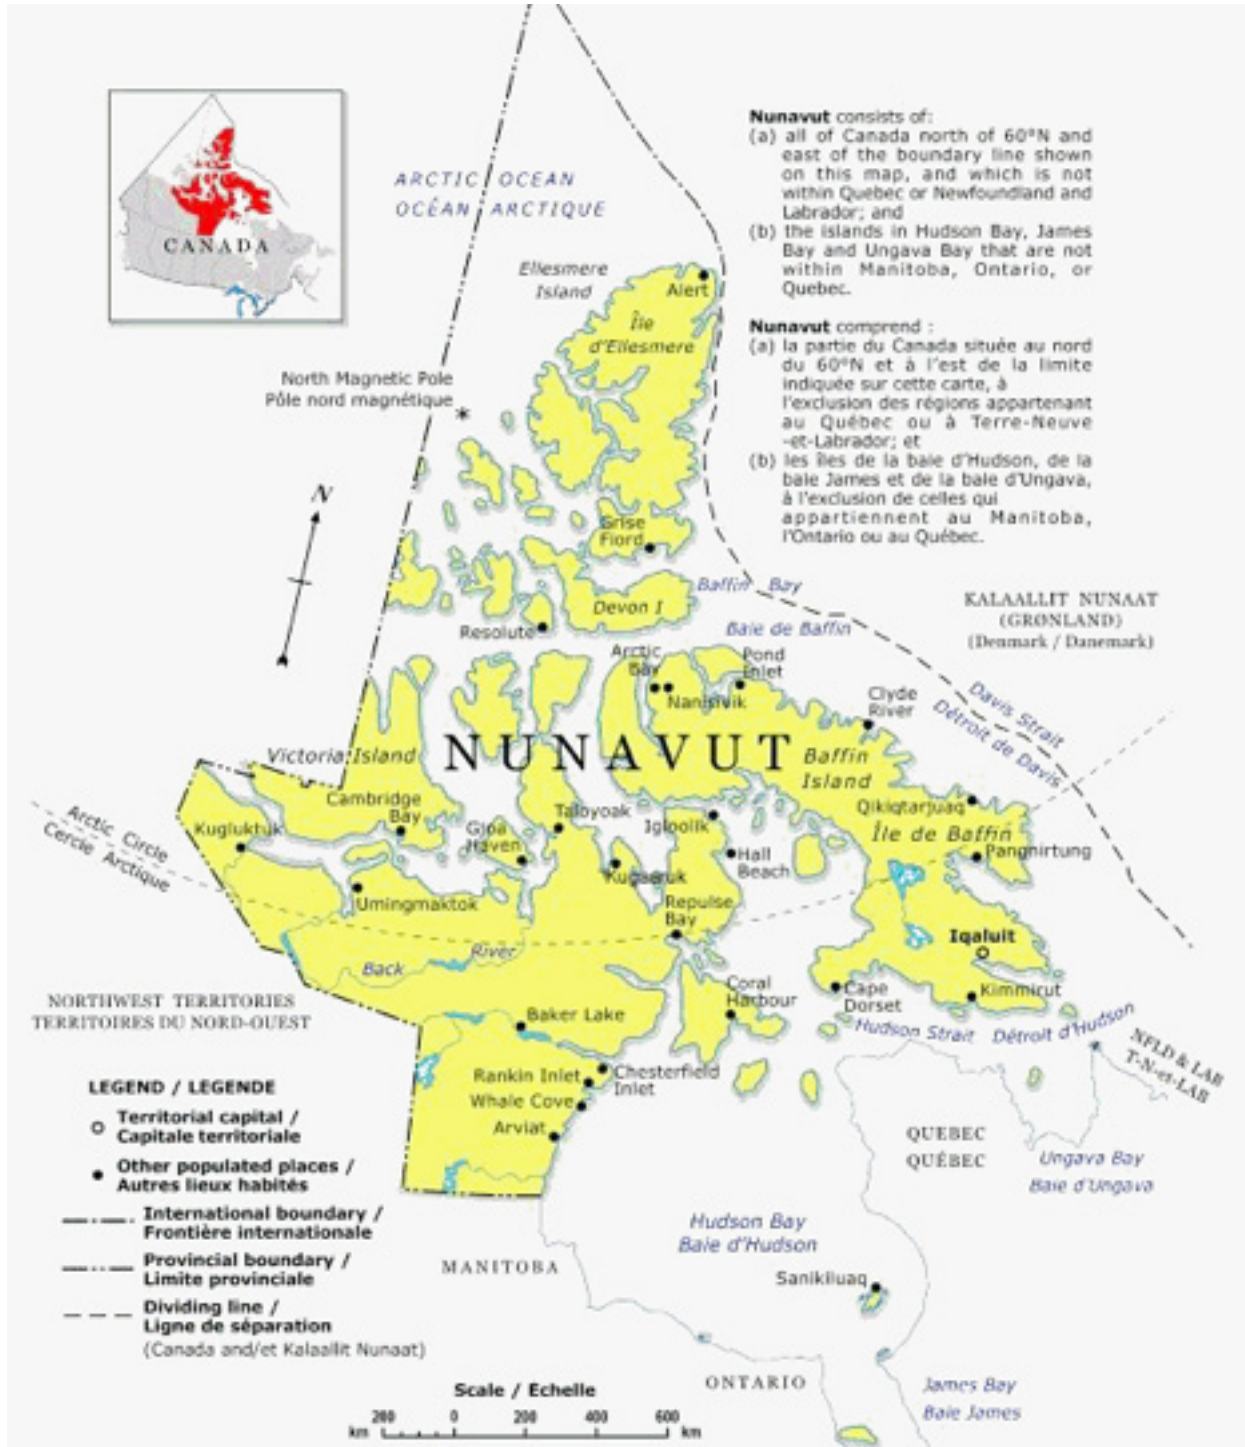 ARCTIC OCEAN
OCÉAN ARCTIQUE
CANADA
Nunavut consists of:
(a) all of Canada north of 60°N and
east of the boundary line shown
on this map, and which is not
within Quebec or Newfoundland and
Labrador; and
(b) the islands in Hudson Bay, James
Bay and Ungava Bay that are not
within Manitoba, Ontario, or
Quebec.
Nunavut comprend :
(a) la partie du Canada située au nord
du 60°N et à l'est de la limite
indiquée sur cette carte, à
l'exclusion des régions appartenant
au Québec ou à Terre-Neuve
-et-Labrador; et
(b) les îles de la baie d'Hudson, de la
baie James et de la baie d'Ungava,
à l'exclusion de celles qui
appartiennent au Manitoba,
l'Ontario ou au Québec.
Ellesmere
Island
Alert
Île
d'Ellesmere
North Magnetic Pole
Pôle nord magnétique
N
Grise
Fiord
Devon I
Baffin Bay
Baie de Baffin
KALAALLIT NUNAAT
(GRØNLAND)
(Denmark / Danemark)
Resolute
Arctic
Bay
Nanisivik
Pond
Inlet
Clyde
River
Davis Strait
Détroit de Davis
NUNAVUT
Victoria Island
Baffin
Island
Cambridge
Bay
Kugluktuk
Arctic Circle
Cercle Arctique
Gjoa
Haven
Taloyoak
Igloolik
Qikiqtarjuaq
Île de Baffin
Hall
Beach
Pangnirtung
Kugaaruk
Umingmaktok
Repulse
Bay
Iqaluit
Back
River
Coral
Harbour
Cape
Dorset
Kimmirut
NORTHWEST TERRITORIES
TERRITOIRES DU NORD-OUEST
Baker Lake
Hudson Strait
Détroit d'Hudson
NFLD & LAB
T-N-et-LAB
Rankin Inlet
Chesterfield
Inlet
Whale Cove
Arviat
QUEBEC
QUÉBEC
Ungava Bay
Baie d'Ungava
Hudson Bay
Baie d'Hudson
MANITOBA
Sanikiluaq
ONTARIO
James Bay
Baie James
LEGEND / LEGENDE
Territorial capital /
Capitale territoriale
Other populated places /
Autres lieux habités
International boundary /
Frontière internationale
Provincial boundary /
Limite provinciale
Dividing line /
Ligne de séparation
(Canada and/et Kalaallit Nunaat)
Scale / Echelle
km 200 0 200 400 600 km